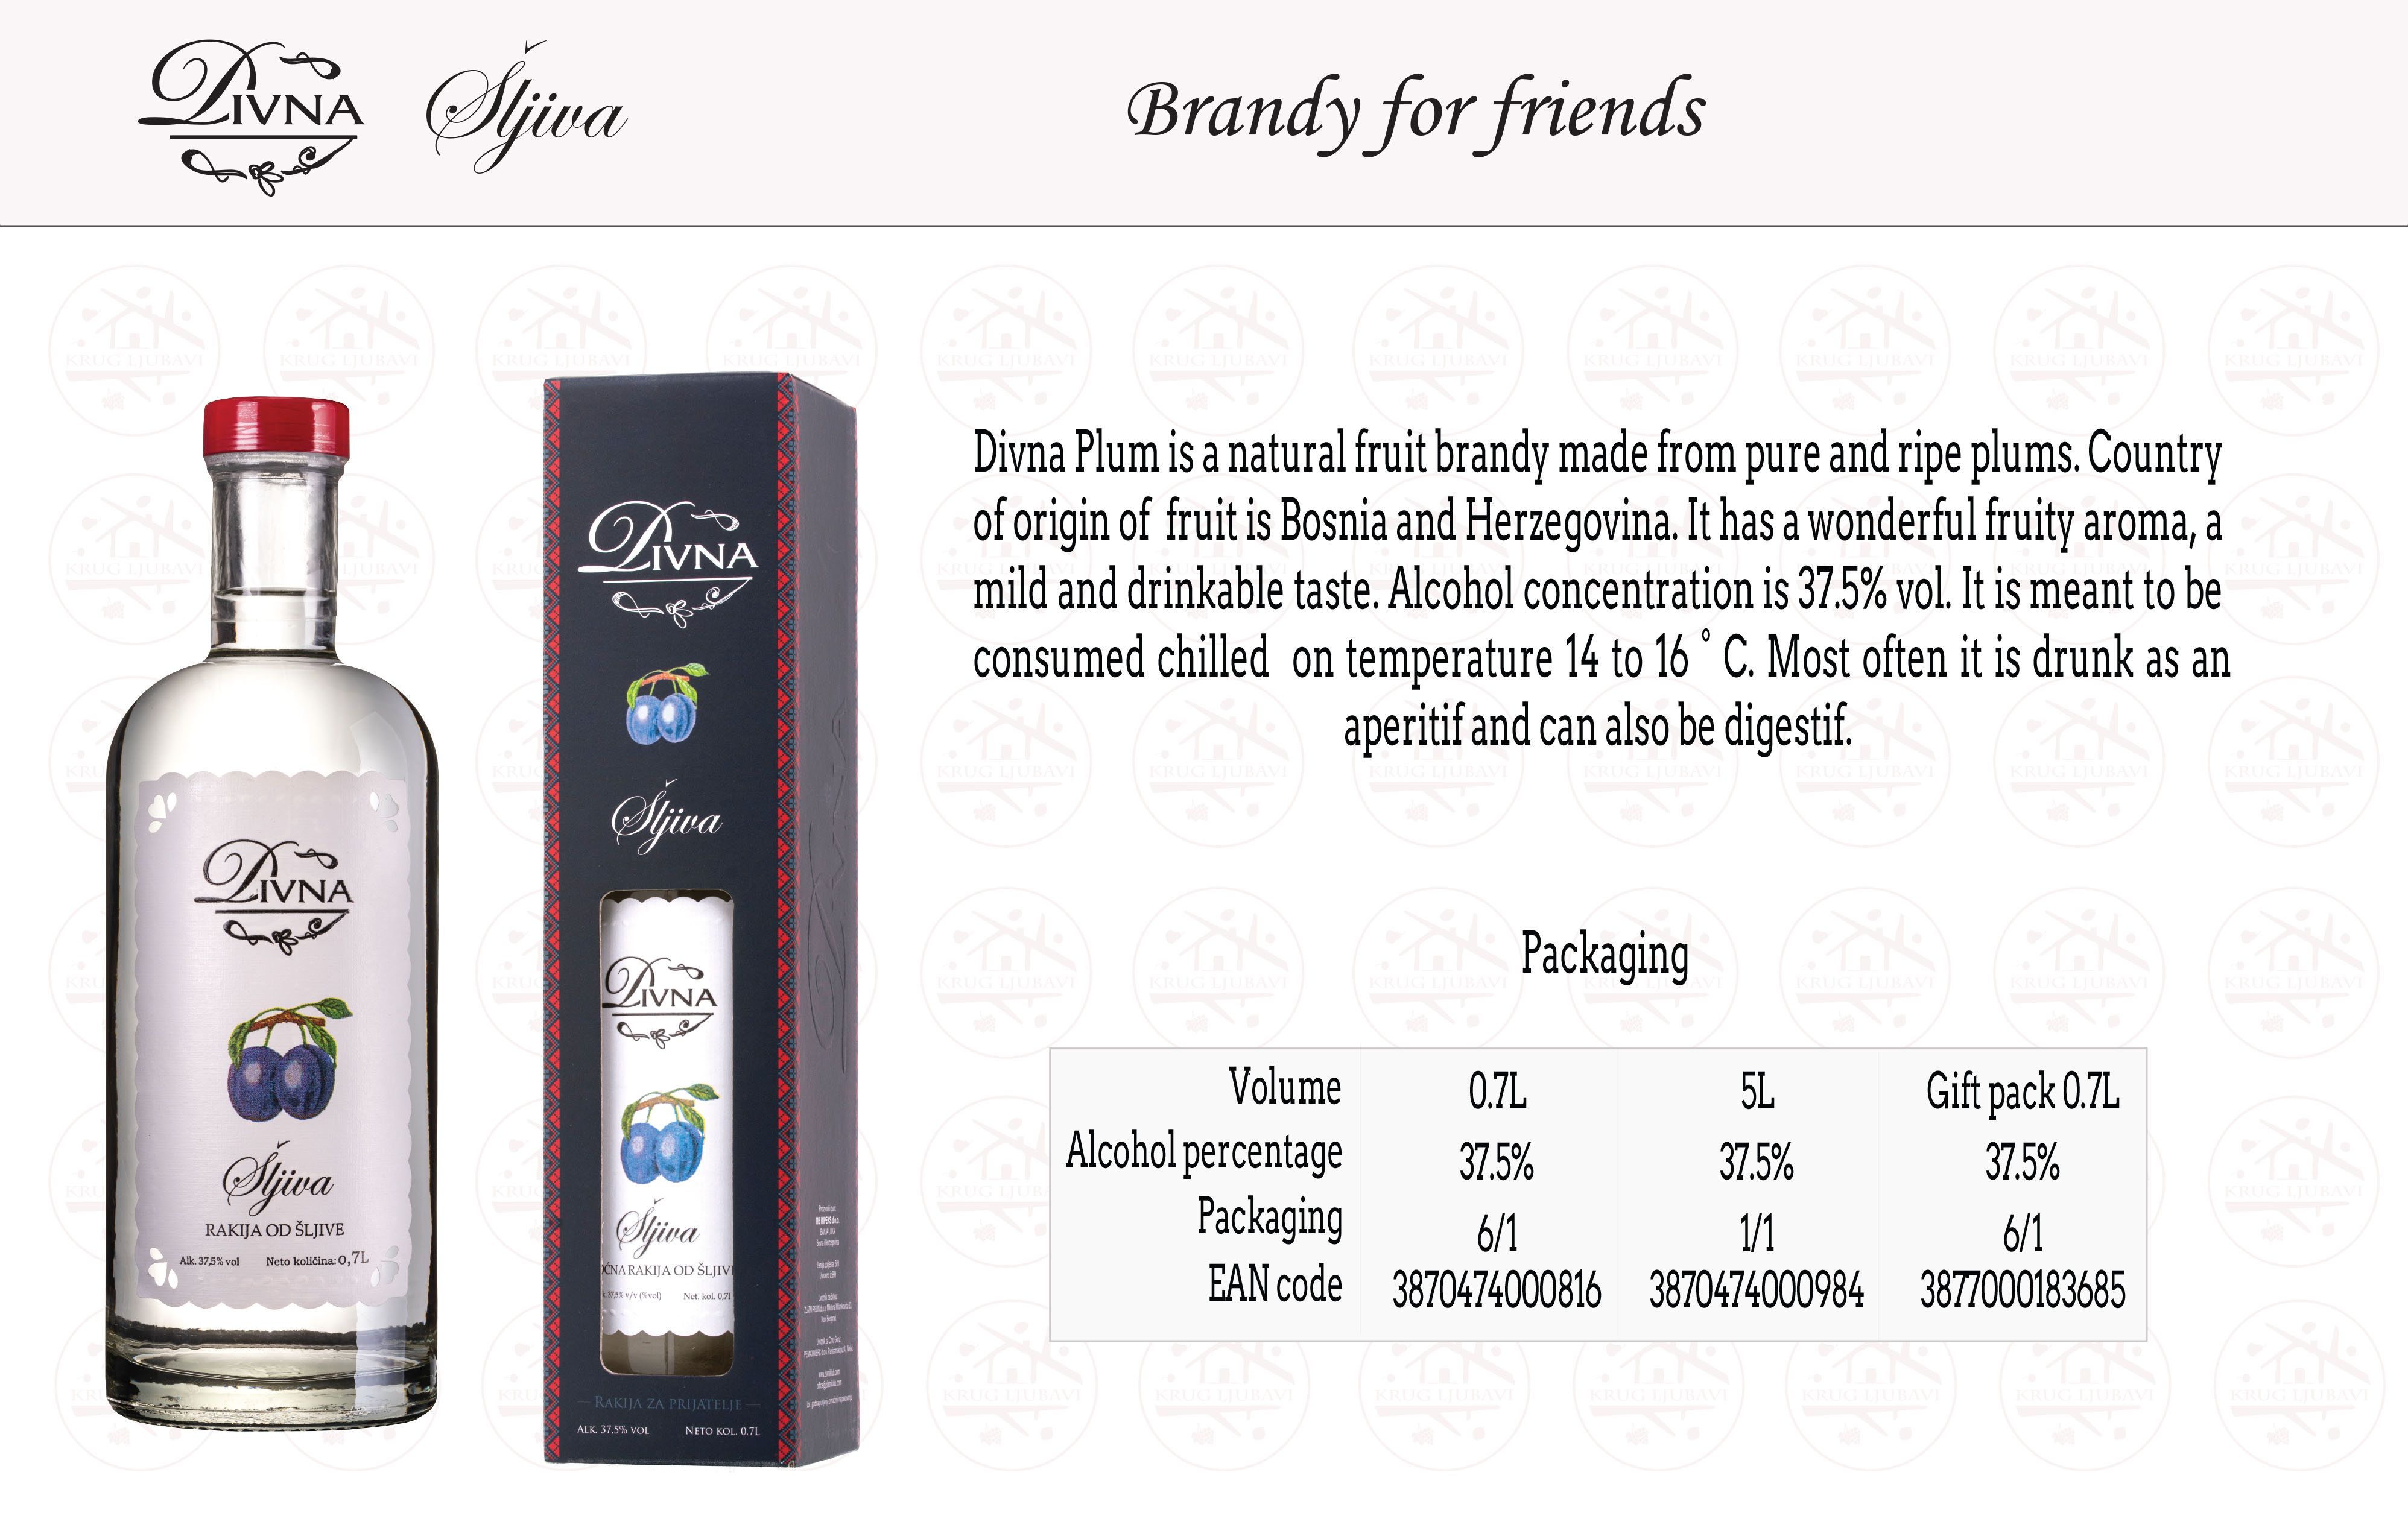 DIVNA Šljiva
Brandy for friends
KRUG LJUBAVI
Divna Plum is a natural fruit brandy made from pure and ripe plums. Country
of origin of fruit is Bosnia and Herzegovina. It has a wonderful fruity aroma, a
mild and drinkable taste. Alcohol concentration is 37.5% vol. It is meant to be
consumed chilled on temperature 14 to 16 ° C. Most often it is drunk as an
aperitif and can also be digestif.
Packaging
Volume 0.7L 5L Gift pack 0.7L
Alcohol percentage 37.5% 37.5% 37.5%
Packaging 6/1 1/1 6/1
EAN code 3870474000816 3870474000984 3877000183685
DIVNA
Šljiva
RAKIJA OD ŠLJIVE
Alk. 37,5% vol Neto količina: 0,7L
DIVNA
Šljiva
DIVNA
Šljiva
RAKIJA OD ŠLJIV
37,5% v/v (%vol) Net. kol. 0,7l
RAKIJA ZA PRIJATELJE
ALK. 37.5% VOL NETO KOL. 0.7L
DIVNA